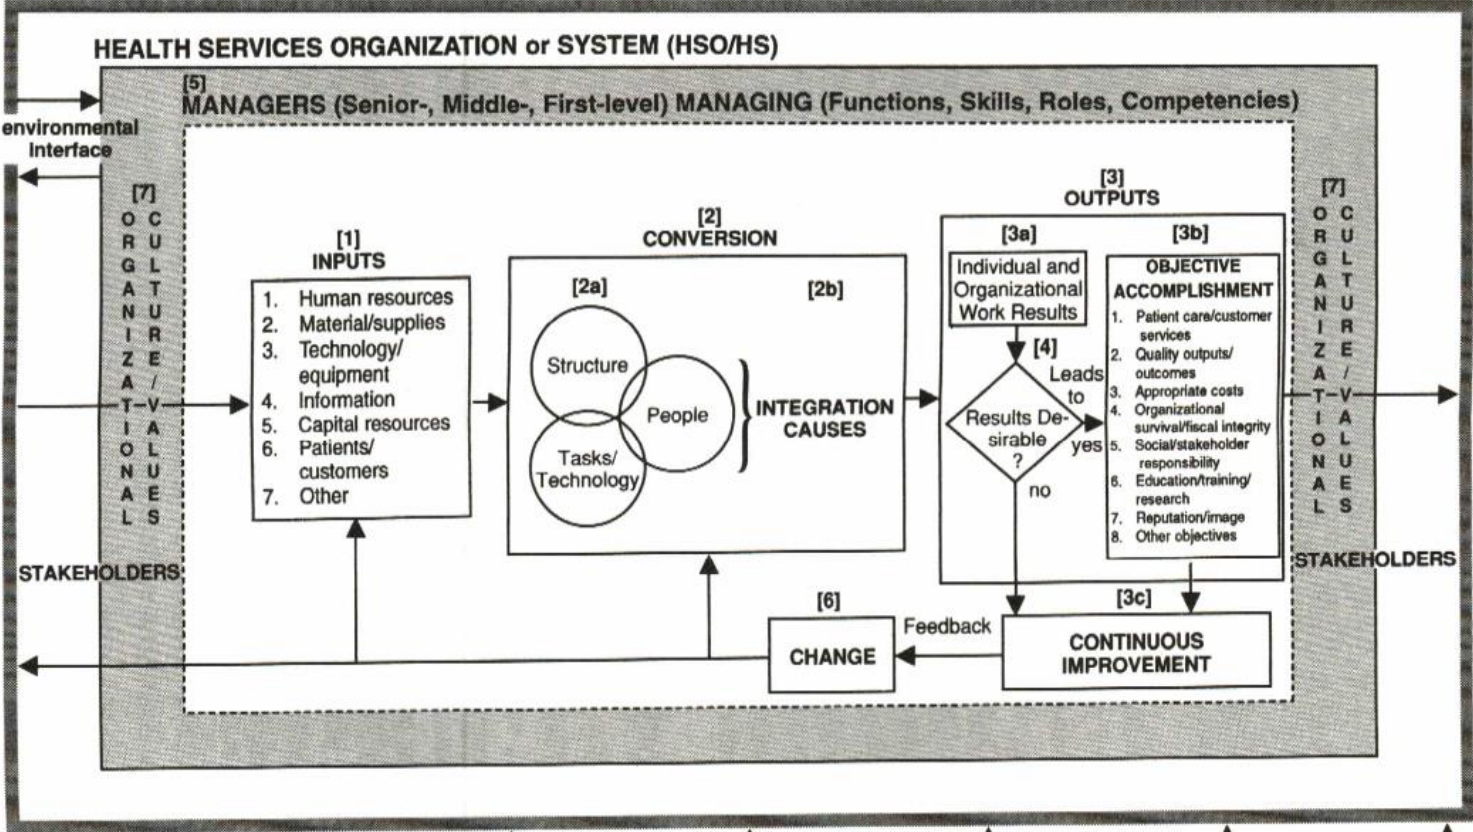 HEALTH SERVICES ORGANIZATION or SYSTEM (HSO/HS)
[5]
MANAGERS (Senior-, Middle-, First-level) MANAGING (Functions, Skills, Roles, Competencies)
environmental
Interface
[7]
ORGANIZATIONAL
CULTURE/VALUES
STAKEHOLDERS
[1]
INPUTS
1. Human resources
2. Material/supplies
3. Technology/
equipment
4. Information
5. Capital resources
6. Patients/
customers
7. Other
[2]
CONVERSION
[2a]
Structure
People
Tasks/
Technology
[2b]
INTEGRATION
CAUSES
[3]
OUTPUTS
[3a]
Individual and
Organizational
Work Results
[4]
Leads
to
yes
Results De-
sirable
?
no
[3b]
OBJECTIVE
ACCOMPLISHMENT
1. Patient care/customer
services
2. Quality outputs/
outcomes
3. Appropriate costs
4. Organizational
survival/fiscal integrity
5. Social/stakeholder
responsibility
6. Education/training/
research
7. Reputation/image
8. Other objectives
[3c]
CONTINUOUS
IMPROVEMENT
Feedback
[6]
CHANGE
[7]
ORGANIZATIONAL
CULTURE/VALUES
STAKEHOLDERS